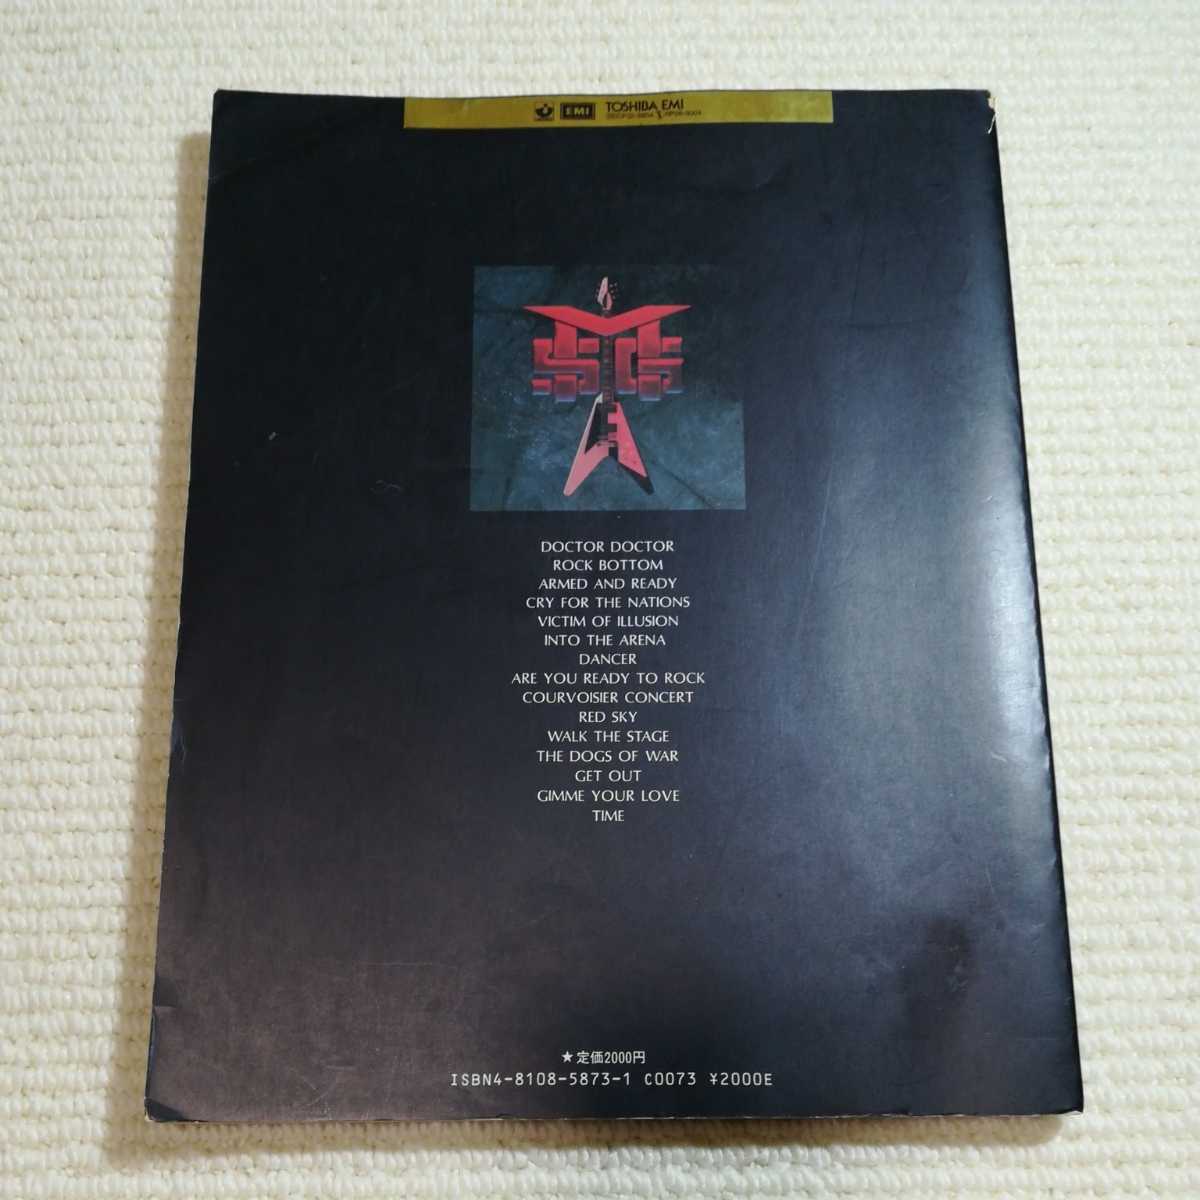 EMI TOSHIBA EMI
MSG
DOCTOR DOCTOR
ROCK BOTTOM
ARMED AND READY
CRY FOR THE NATIONS
VICTIM OF ILLUSION
INTO THE ARENA
DANCER
ARE YOU READY TO ROCK
COURVOISIER CONCERT
RED SKY
WALK THE STAGE
THE DOGS OF WAR
GET OUT
GIMME YOUR LOVE
TIME
★定価2000円
ISBN4-8108-5873-1 C0073 ¥2000E